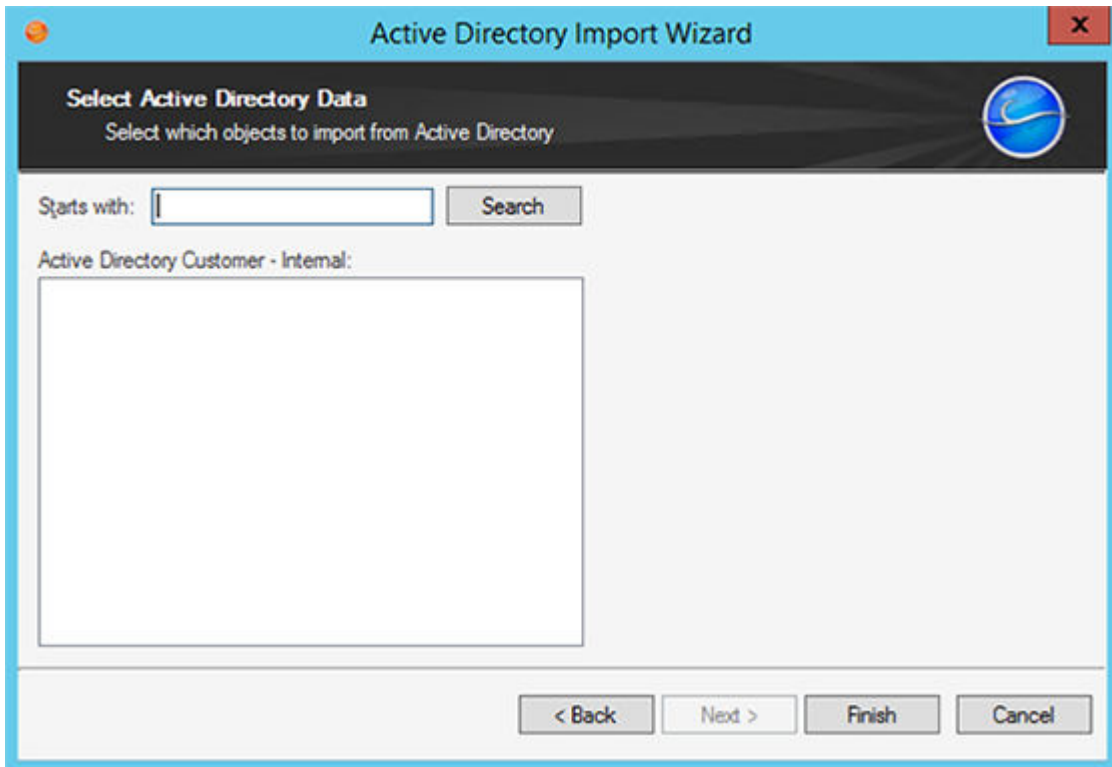 Active Directory Import Wizard
X
Select Active Directory Data
Select which objects to import from Active Directory
Starts with:
Search
Active Directory Customer - Internal:
< Back
Next >
Finish
Cancel